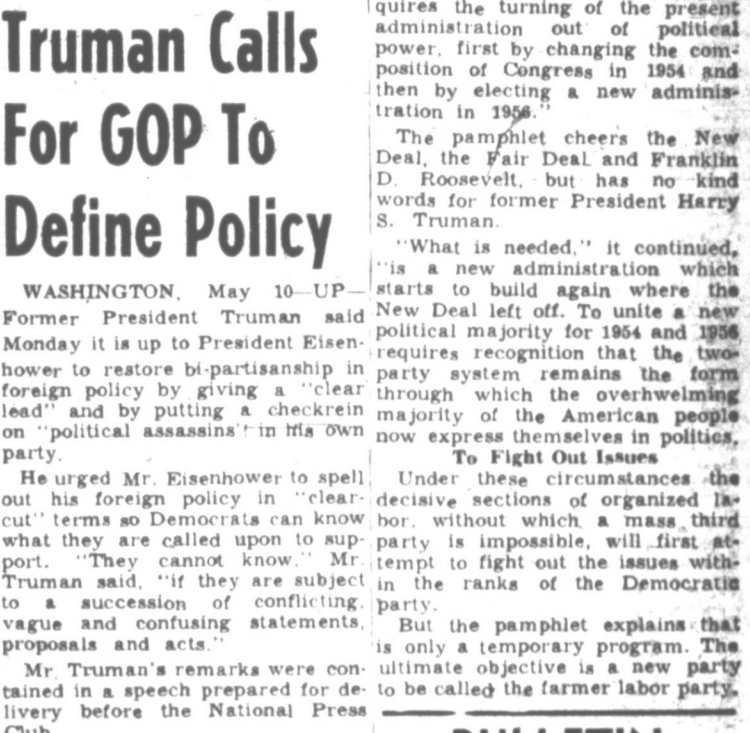 Truman Calls
For GOP To
Define Policy
WASHINGTON, May 10—UP—
Former President Truman said
Monday it is up to President Eisen-
hower to restore bi-partisanship in
foreign policy by giving a "clear
lead" and by putting a checkrein
on "political assassins" in his own
party.
He urged Mr. Eisenhower to spell
out his foreign policy in "clear-
cut" terms so Democrats can know
what they are called upon to sup-
port. "They cannot know," Mr.
Truman said, "if they are subject
to a succession of conflicting,
vague and confusing statements,
proposals and acts."
Mr. Truman's remarks were con-
tained in a speech prepared for de-
livery before the National Press
Club
quires the turning of the present
administration out of political
power, first by changing the com-
position of Congress in 1954 and
then by electing a new adminis-
tration in 1956."
The pamphlet cheers the New
Deal, the Fair Deal and Franklin
D. Roosevelt, but has no kind
words for former President Harry
S. Truman.
"What is needed," it continued,
"is a new administration which
starts to build again where the
New Deal left off. To unite a new
political majority for 1954 and 1956
requires recognition that the two-
party system remains the form
through which the overwhelming
majority of the American people
now express themselves in politics.
To Fight Out Issues
Under these circumstances the
decisive sections of organized la-
bor, without which a mass third
party is impossible, will first at-
tempt to fight out the issues with-
in the ranks of the Democratic
party.
But the pamphlet explains that
is only a temporary program. The
ultimate objective is a new party
to be called the farmer labor party.